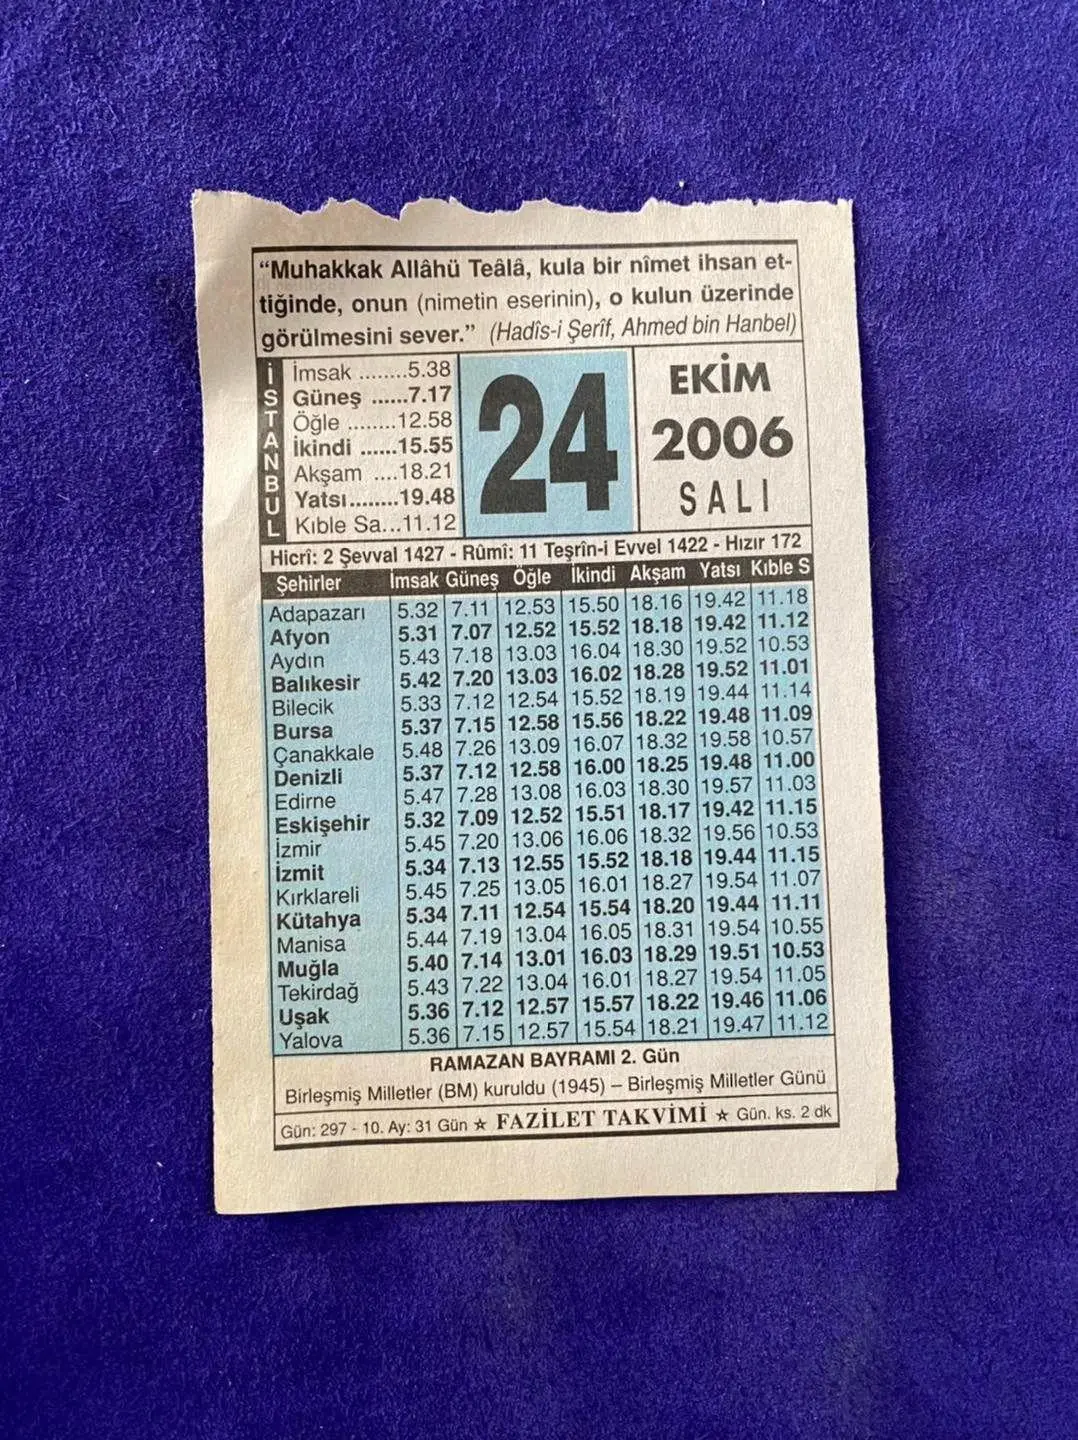 “Muhakkak Allâhü Teâlâ, kula bir nîmet ihsan et-
tiğinde, onun (nimetin eserinin), o kulun üzerinde
görülmesini sever.” (Hadîs-i Şerîf, Ahmed bin Hanbel)
İSTANBUL
İmsak ........5.38
Güneş ......7.17
Öğle ........12.58
İkindi ......15.55
Akşam ....18.21
Yatsı........19.48
Kıble Sa...11.12
24
EKİM
2006
SALI
Hicrî: 2 Şevval 1427 - Rûmî: 11 Teşrîn-i Evvel 1422 - Hızır 172
Şehirler İmsak Güneş Öğle İkindi Akşam Yatsı Kıble S
Adapazarı 5.32 7.11 12.53 15.50 18.16 19.42 11.18
Afyon 5.31 7.07 12.52 15.52 18.18 19.42 11.12
Aydın 5.43 7.18 13.03 16.04 18.30 19.52 10.53
Balıkesir 5.42 7.20 13.03 16.02 18.28 19.52 11.01
Bilecik 5.33 7.12 12.54 15.52 18.19 19.44 11.14
Bursa 5.37 7.15 12.58 15.56 18.22 19.48 11.09
Çanakkale 5.48 7.26 13.09 16.07 18.32 19.58 10.57
Denizli 5.37 7.12 12.58 16.00 18.25 19.48 11.00
Edirne 5.47 7.28 13.08 16.03 18.30 19.57 11.03
Eskişehir 5.32 7.09 12.52 15.51 18.17 19.42 11.15
İzmir 5.45 7.20 13.06 16.06 18.32 19.56 10.53
İzmit 5.34 7.13 12.55 15.52 18.18 19.44 11.15
Kırklareli 5.45 7.25 13.05 16.01 18.27 19.54 11.07
Kütahya 5.34 7.11 12.54 15.54 18.20 19.44 11.11
Manisa 5.44 7.19 13.04 16.05 18.31 19.54 10.55
Muğla 5.40 7.14 13.01 16.03 18.29 19.51 10.53
Tekirdağ 5.43 7.22 13.04 16.01 18.27 19.54 11.05
Uşak 5.36 7.12 12.57 15.57 18.22 19.46 11.06
Yalova 5.36 7.15 12.57 15.54 18.21 19.47 11.12
RAMAZAN BAYRAMI 2. Gün
Birleşmiş Milletler (BM) kuruldu (1945) – Birleşmiş Milletler Günü
Gün: 297 - 10. Ay: 31 Gün ☆ FAZİLET TAKVİMİ ☆ Gün. ks. 2 dk